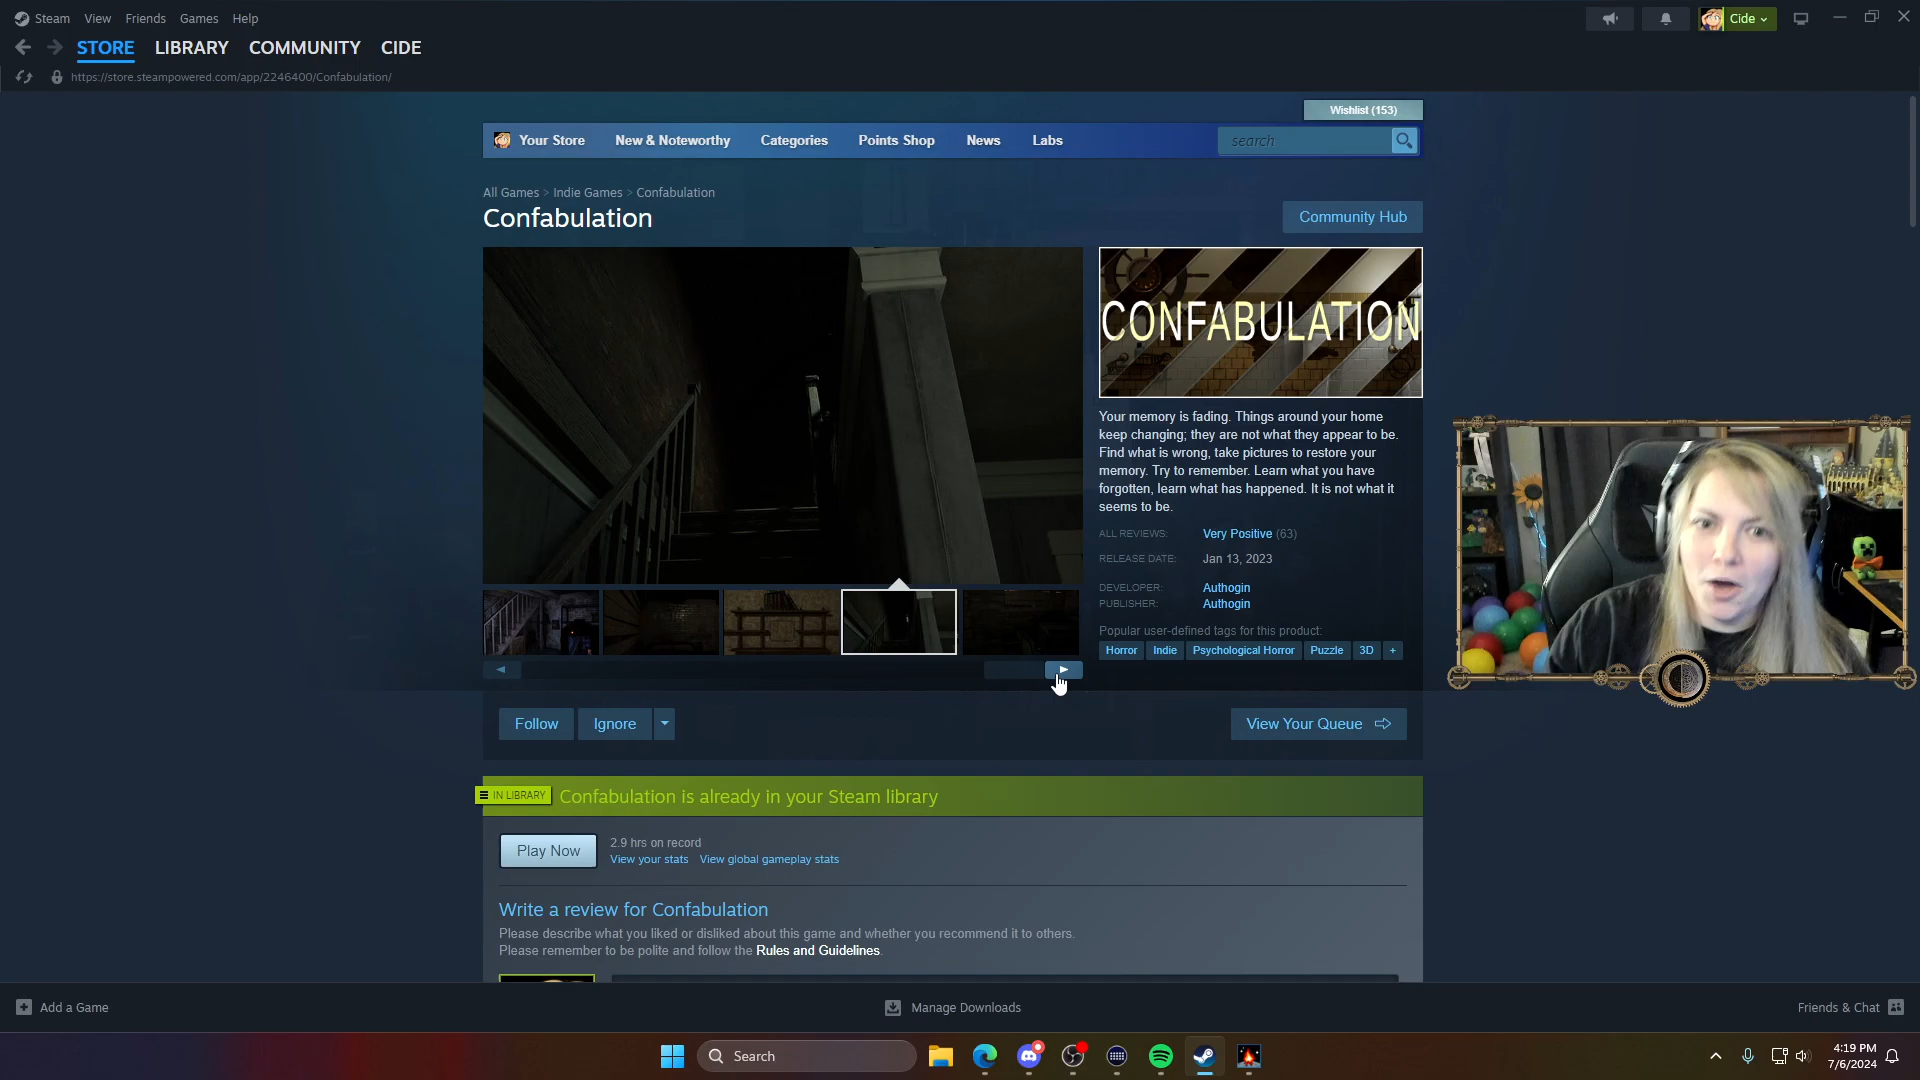 Steam View Friends Games Help
Cide
STORE LIBRARY COMMUNITY CIDE
https://store.steampowered.com/app/2246400/Confabulation/
Wishlist (153)
Your Store New & Noteworthy Categories Points Shop News Labs search
All Games > Indie Games > Confabulation
Confabulation
Community Hub
CONFABULATION
Your memory is fading. Things around your home
keep changing; they are not what they appear to be.
Find what is wrong, take pictures to restore your
memory. Try to remember. Learn what you have
forgotten, learn what has happened. It is not what it
seems to be.
ALL REVIEWS: Very Positive (63)
RELEASE DATE: Jan 13, 2023
DEVELOPER: Authogin
PUBLISHER: Authogin
Popular user-defined tags for this product:
Horror Indie Psychological Horror Puzzle 3D +
Follow Ignore View Your Queue
IN LIBRARY Confabulation is already in your Steam library
Play Now
2.9 hrs on record
View your stats View global gameplay stats
Write a review for Confabulation
Please describe what you liked or disliked about this game and whether you recommend it to others.
Please remember to be polite and follow the Rules and Guidelines.
Add a Game Manage Downloads Friends & Chat
Search
4:19 PM
7/6/2024